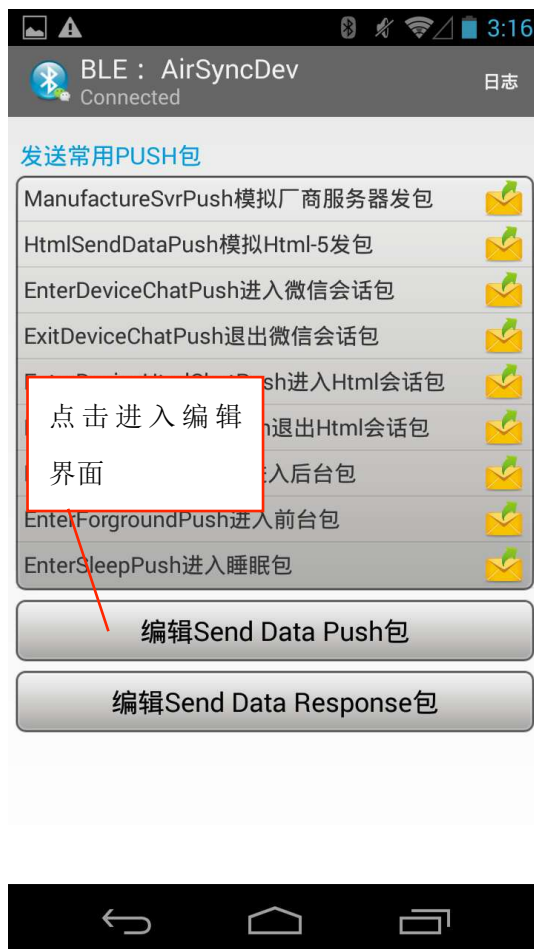 3:16
BLE： AirSyncDev
Connected
日志
发送常用PUSH包
ManufactureSvrPush模拟厂商服务器发包
HtmlSendDataPush模拟Html-5发包
EnterDeviceChatPush进入微信会话包
ExitDeviceChatPush退出微信会话包
sh进入Html会话包
点击进入编辑
退出Html会话包
界面
入后台包
EnterForgroundPush进入前台包
EnterSleepPush进入睡眠包
编辑Send Data Push包
编辑Send Data Response包